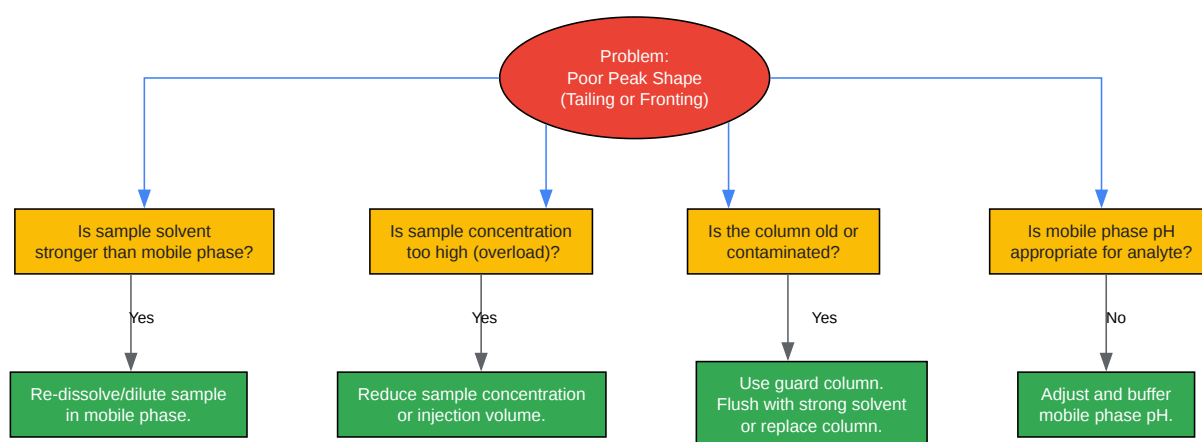 Problem:
Poor Peak Shape
(Tailing or Fronting)
Is sample solvent
stronger than mobile phase?
Is sample concentration
too high (overload)?
Is the column old or
contaminated?
Is mobile phase pH
appropriate for analyte?
Yes
Yes
Yes
No
Re-dissolve/dilute sample
in mobile phase.
Reduce sample concentration
or injection volume.
Use guard column.
Flush with strong solvent
or replace column.
Adjust and buffer
mobile phase pH.